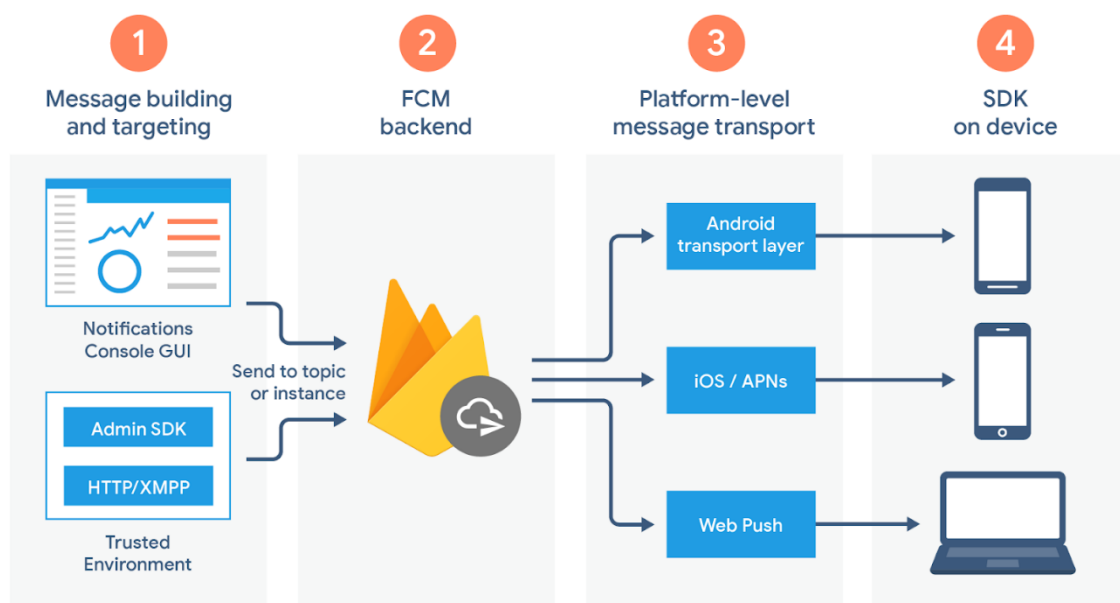 1
Message building
and targeting
2
FCM
backend
3
Platform-level
message transport
4
SDK
on device
Notifications
Console GUI
Send to topic
or instance
Admin SDK
HTTP/XMPP
Trusted
Environment
Android
transport layer
iOS / APNs
Web Push